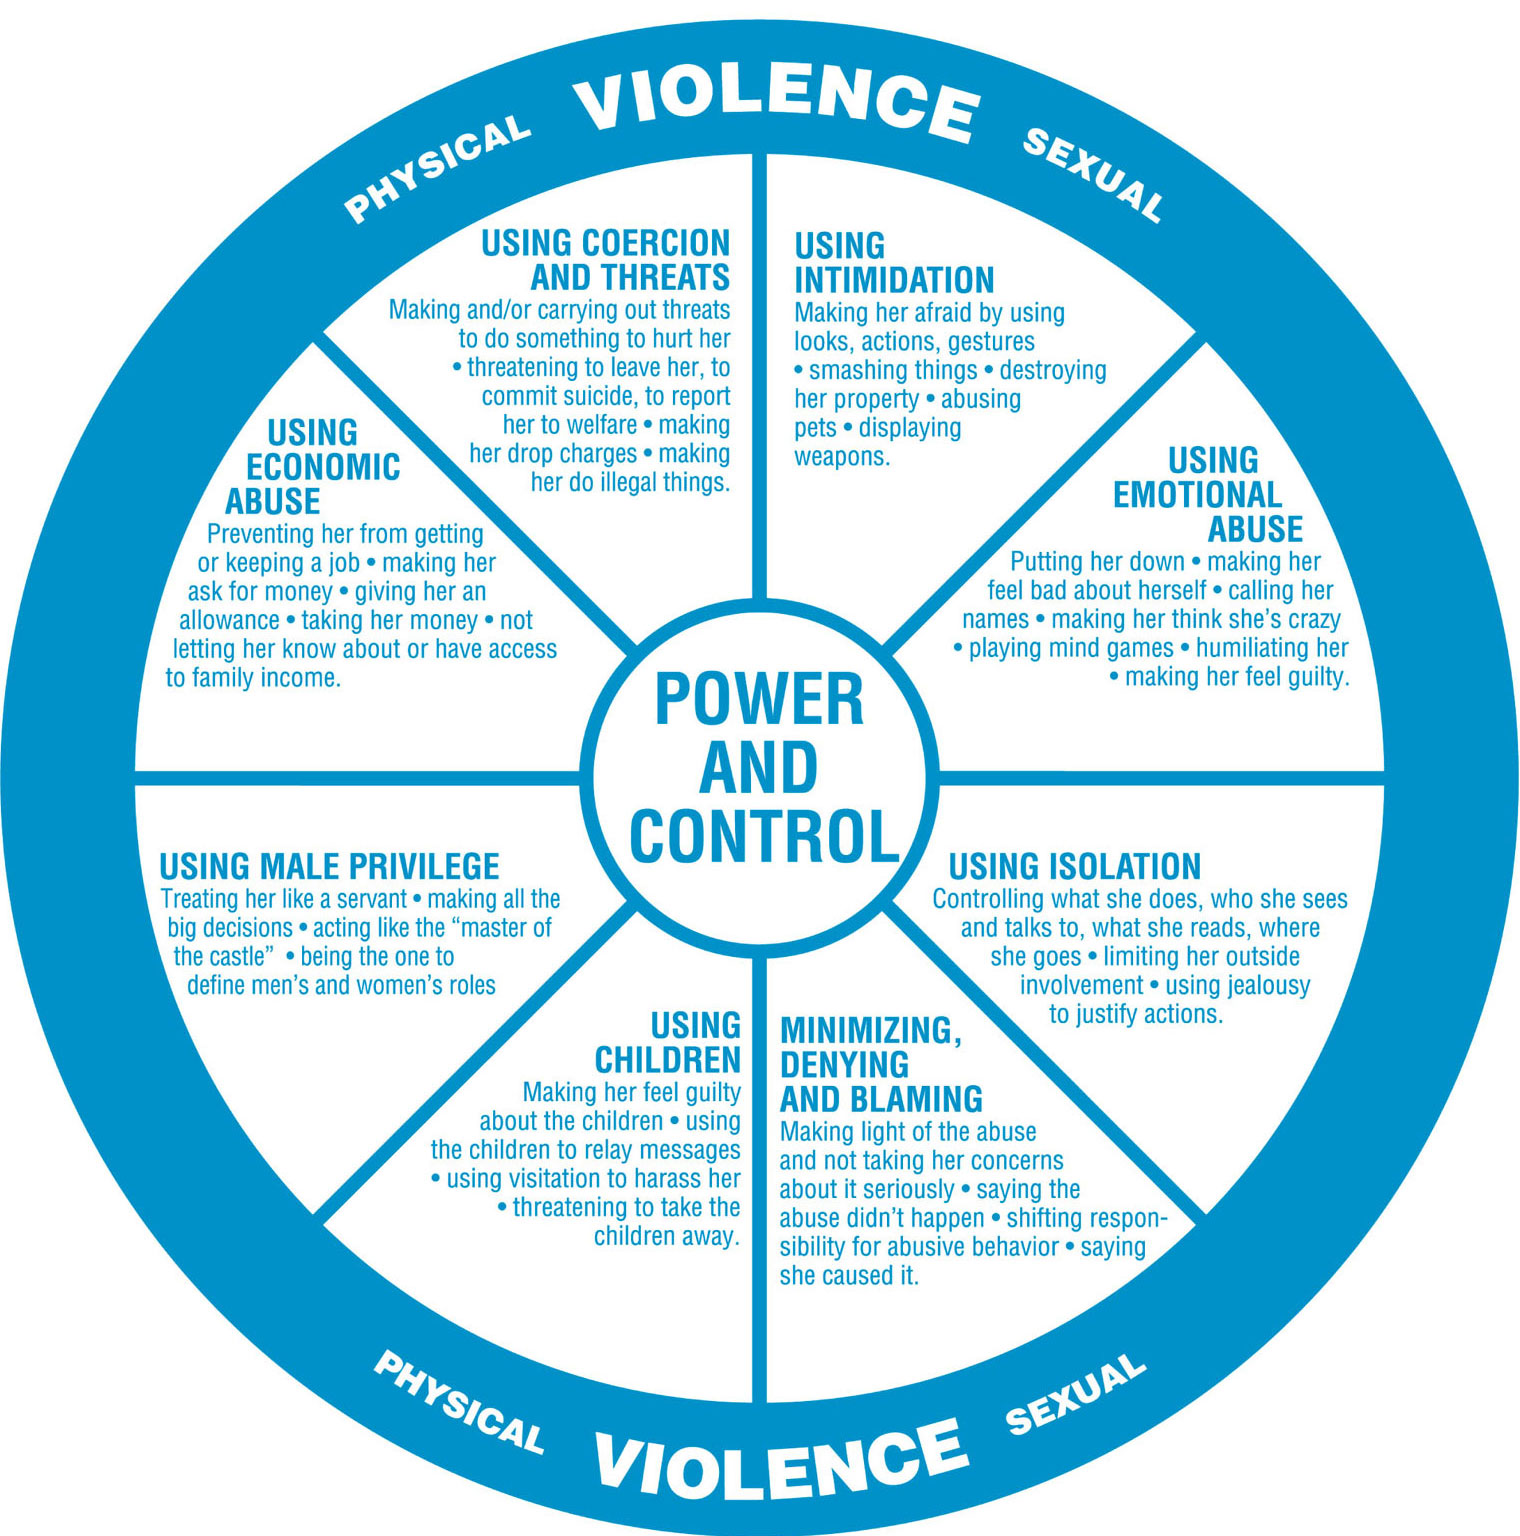 PHYSICAL VIOLENCE SEXUAL
USING COERCION
AND THREATS
Making and/or carrying out threats
to do something to hurt her
• threatening to leave her, to
commit suicide, to report
her to welfare • making
her drop charges • making
her do illegal things.
USING
INTIMIDATION
Making her afraid by using
looks, actions, gestures
• smashing things • destroying
her property • abusing
pets • displaying
weapons.
USING
ECONOMIC
ABUSE
Preventing her from getting
or keeping a job • making her
ask for money • giving her an
allowance • taking her money • not
letting her know about or have access
to family income.
USING
EMOTIONAL
ABUSE
Putting her down • making her
feel bad about herself • calling her
names • making her think she's crazy
• playing mind games • humiliating her
• making her feel guilty.
POWER
AND
CONTROL
USING MALE PRIVILEGE
Treating her like a servant • making all the
big decisions • acting like the “master of
the castle” • being the one to
define men's and women's roles
USING ISOLATION
Controlling what she does, who she sees
and talks to, what she reads, where
she goes • limiting her outside
involvement • using jealousy
to justify actions.
USING
CHILDREN
Making her feel guilty
about the children • using
the children to relay messages
• using visitation to harass her
• threatening to take the
children away.
MINIMIZING,
DENYING
AND BLAMING
Making light of the abuse
and not taking her concerns
about it seriously • saying the
abuse didn't happen • shifting respon-
sibility for abusive behavior • saying
she caused it.
PHYSICAL VIOLENCE SEXUAL